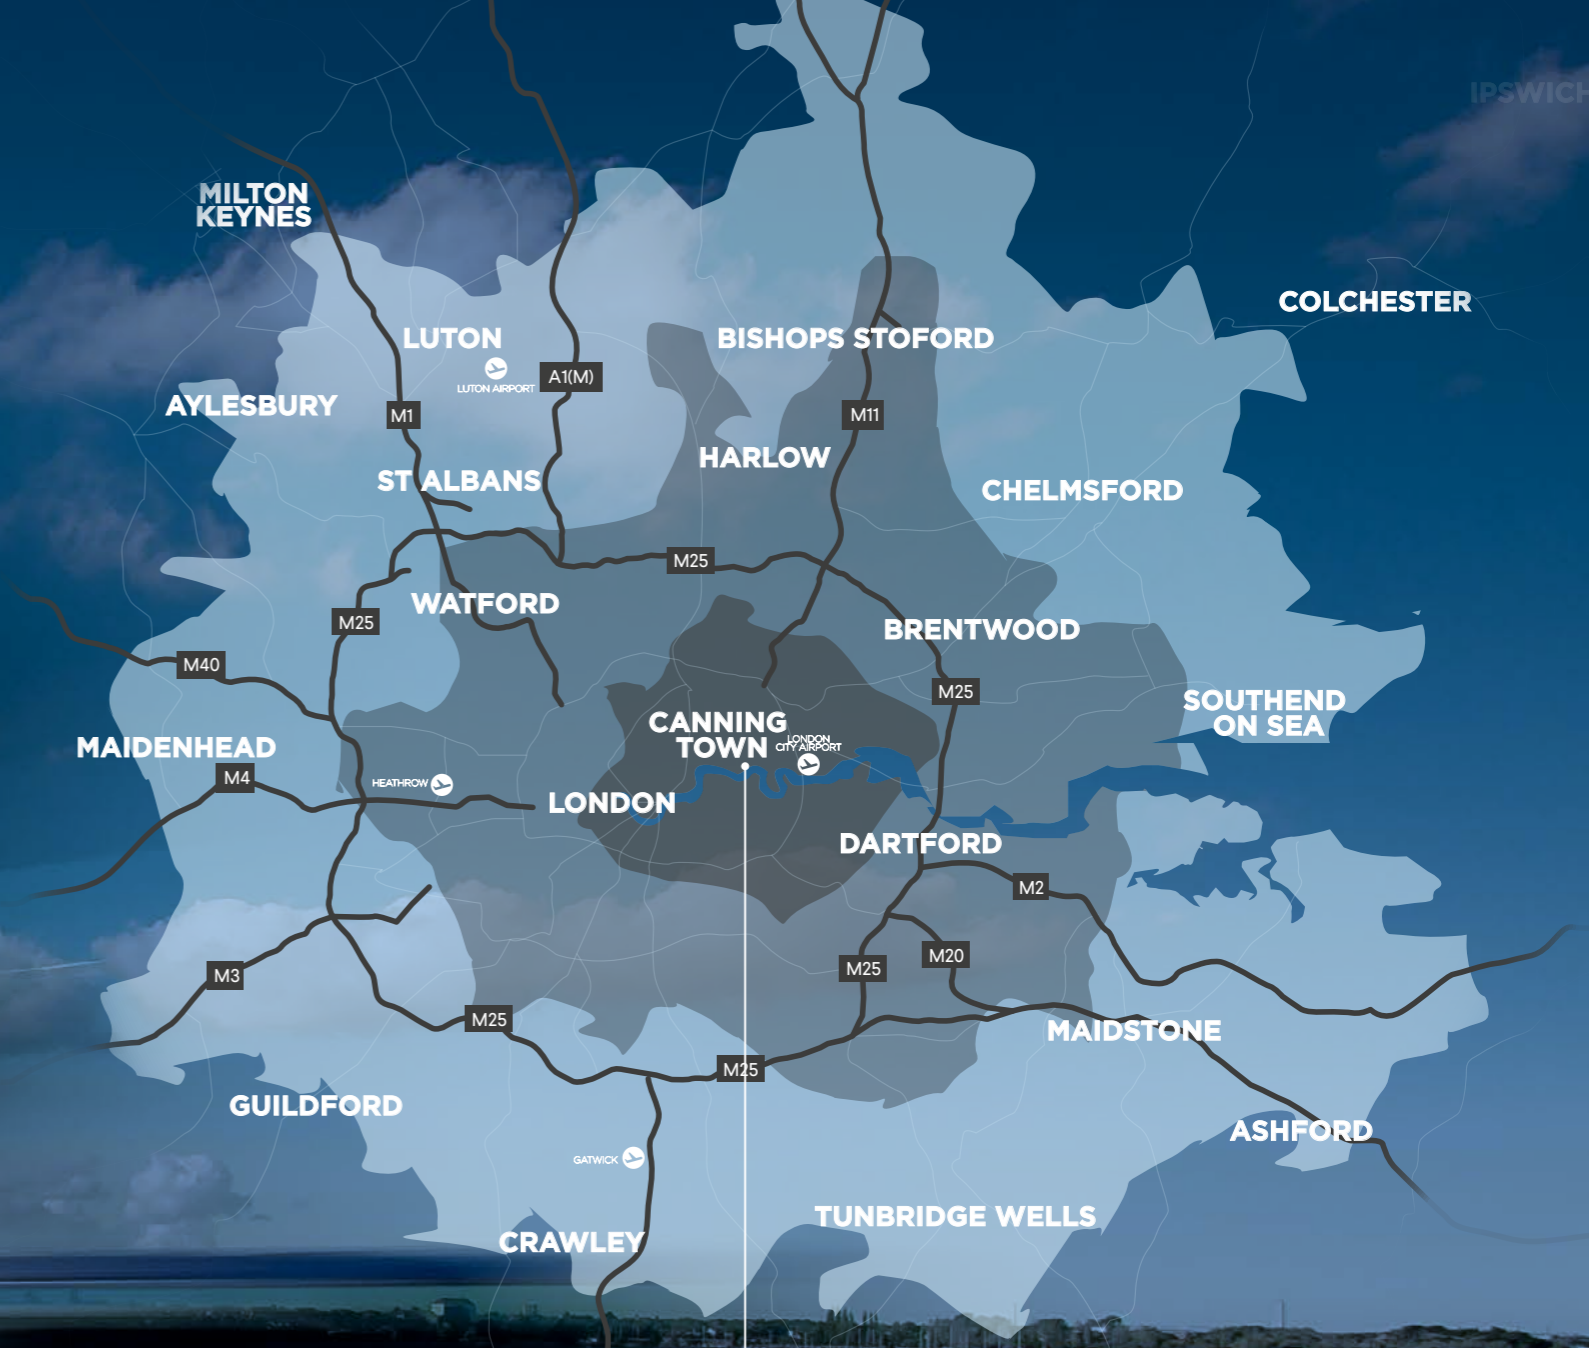 IPSWICH
MILTON
KEYNES
COLCHESTER
LUTON
BISHOPS STOFORD
LUTON AIRPORT
A1(M)
AYLESBURY
M1
M11
HARLOW
ST ALBANS
CHELMSFORD
M25
WATFORD
M25
BRENTWOOD
M40
M25
SOUTHEND
ON SEA
CANNING
TOWN
LONDON
CITY AIRPORT
MAIDENHEAD
M4
HEATHROW
LONDON
DARTFORD
M2
M20
M25
M3
M25
MAIDSTONE
M25
GUILDFORD
ASHFORD
GATWICK
TUNBRIDGE WELLS
CRAWLEY